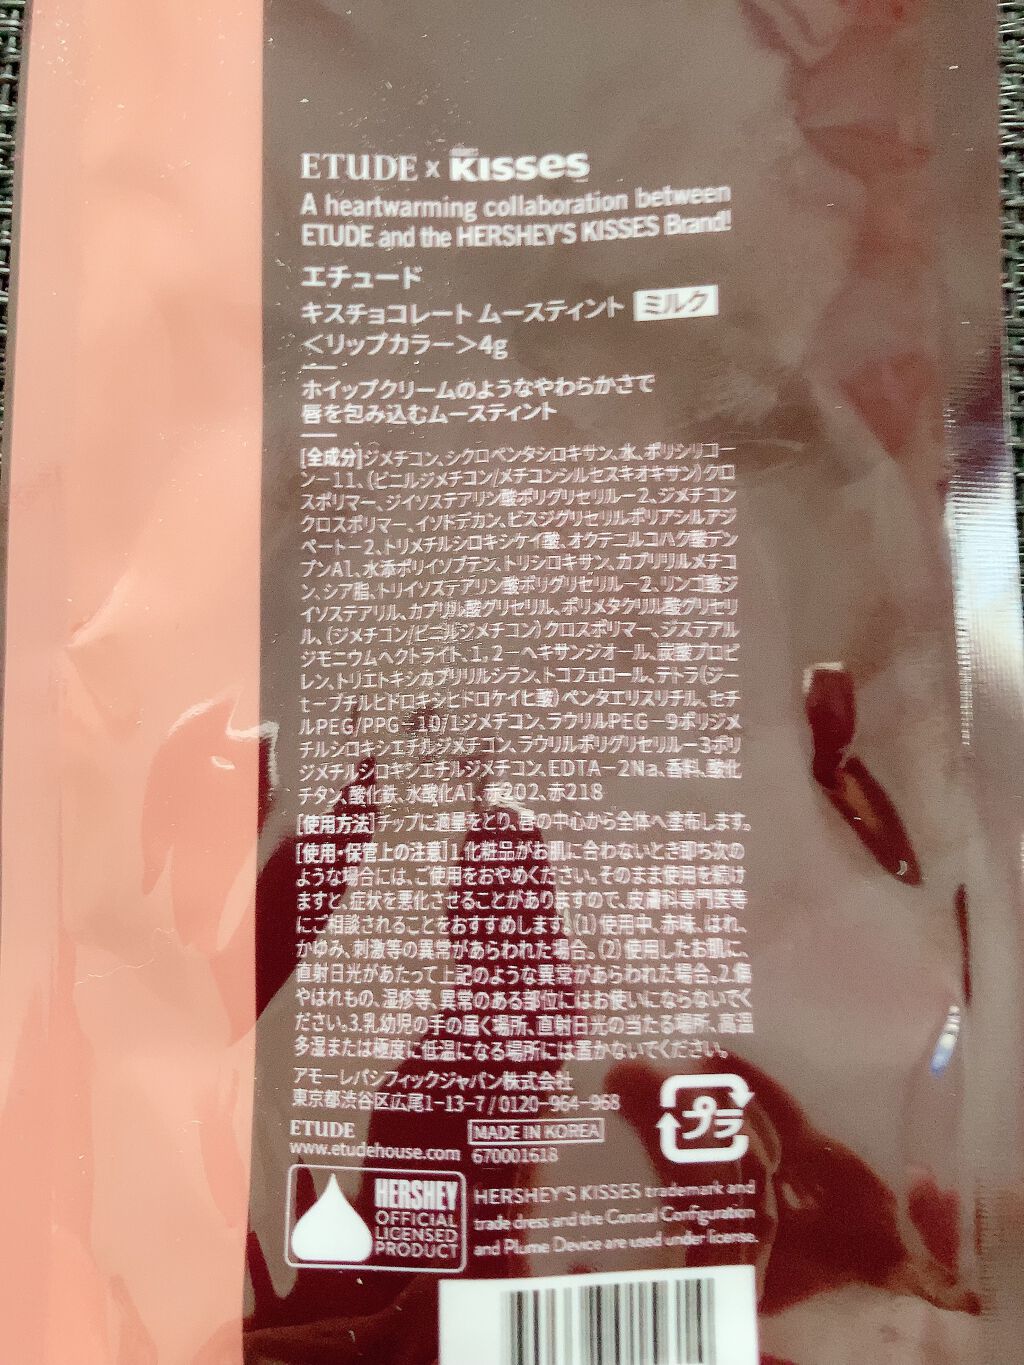 ETUDE x Kisses
A heartwarming collaboration between
ETUDE and the HERSHEY'S KISSES Brand!
エチュード
キスチョコレート ムースティント ミルク
＜リップカラー＞4g
ホイップクリームのようなやわらかさで
唇を包み込むムースティント
[全成分]ジメチコン、シクロペンタシロキサン、水、ポリシリコー
ン－11、(ビニルジメチコン/メチコンシルセスキオキサン)クロ
スポリマー、ジイソステアリン酸ポリグリセリル－2、ジメチコン
クロスポリマー、イソドデカン、ビスジグリセリルポリアシルアジ
ペート－2、トリメチルシロキシケイ酸、オクテニルコハク酸デン
プンAl、水添ポリイソブテン、トリシロキサン、カプリリルメチコ
ン、シア脂、トリイソステアリン酸ポリグリセリル－2、リンゴ酸ジ
イソステアリル、カプリル酸グリセリル、ポリメタクリル酸グリセリ
ル、(ジメチコン/ビニルジメチコン)クロスポリマー、ジステアル
ジモニウムヘクトライト、1,2－ヘキサンジオール、炭酸プロピ
レン、トリエトキシカプリリルシラン、トコフェロール、テトラ(ジー
t－ブチルヒドロキシヒドロケイヒ酸)ペンタエリスリチル、セチ
ルPEG/PPG－10/1ジメチコン、ラウリルPEG－9ポリジメ
チルシロキシエチルジメチコン、ラウリルポリグリセリル－3ポリ
ジメチルシロキシエチルジメチコン、EDTA－2Na、香料、酸化
チタン、酸化鉄、水酸化Al、赤202、赤218
[使用方法]チップに適量をとり、唇の中心から全体へ塗布します。
[使用・保管上の注意]1.化粧品がお肌に合わないとき即ち次の
ような場合には、ご使用をおやめください。そのまま使用を続け
ますと、症状を悪化させることがありますので、皮膚科専門医等
にご相談されることをおすすめします。(1)使用中、赤味、はれ、
かゆみ、刺激等の異常があらわれた場合。(2)使用したお肌に、
直射日光があたって上記のような異常があらわれた場合。2.傷
やはれもの、湿疹等、異常のある部位にはお使いにならないでく
ださい。3.乳幼児の手の届く場所、直射日光の当たる場所、高温
多湿または極度に低温になる場所には置かないでください。
アモーレパシフィックジャパン株式会社
東京都渋谷区広尾1-13-7 / 0120-964-968
ETUDE MADE IN KOREA
www.etudehouse.com 670001618
プラ
HERSHEY
OFFICIAL
LICENSED
PRODUCT
HERSHEY'S KISSES trademark and
trade dress and the Conical Configuration
and Plume Device are used under license.